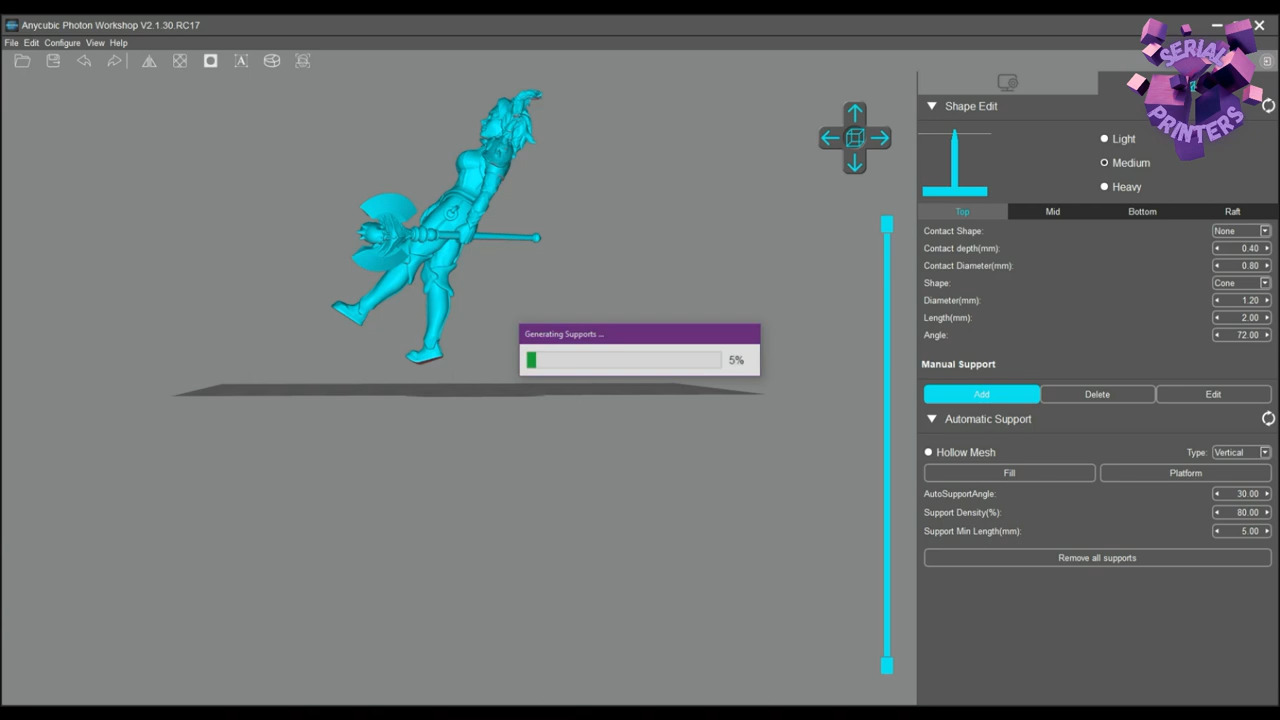 Anycubic Photon Workshop V2.1.30.RC17
File Edit Configure View Help
SERIAL
PRINTERS
Shape Edit
Light
Medium
Heavy
Top Mid Bottom Raft
Contact Shape: None
Contact depth(mm): 0.40
Contact Diameter(mm): 0.80
Shape: Cone
Diameter(mm): 1.20
Length(mm): 2.00
Angle: 72.00
Manual Support
Add Delete Edit
Automatic Support
Hollow Mesh Type: Vertical
Fill Platform
AutoSupportAngle: 30.00
Support Density(%): 80.00
Support Min Length(mm): 5.00
Remove all supports
Generating Supports ...
5%